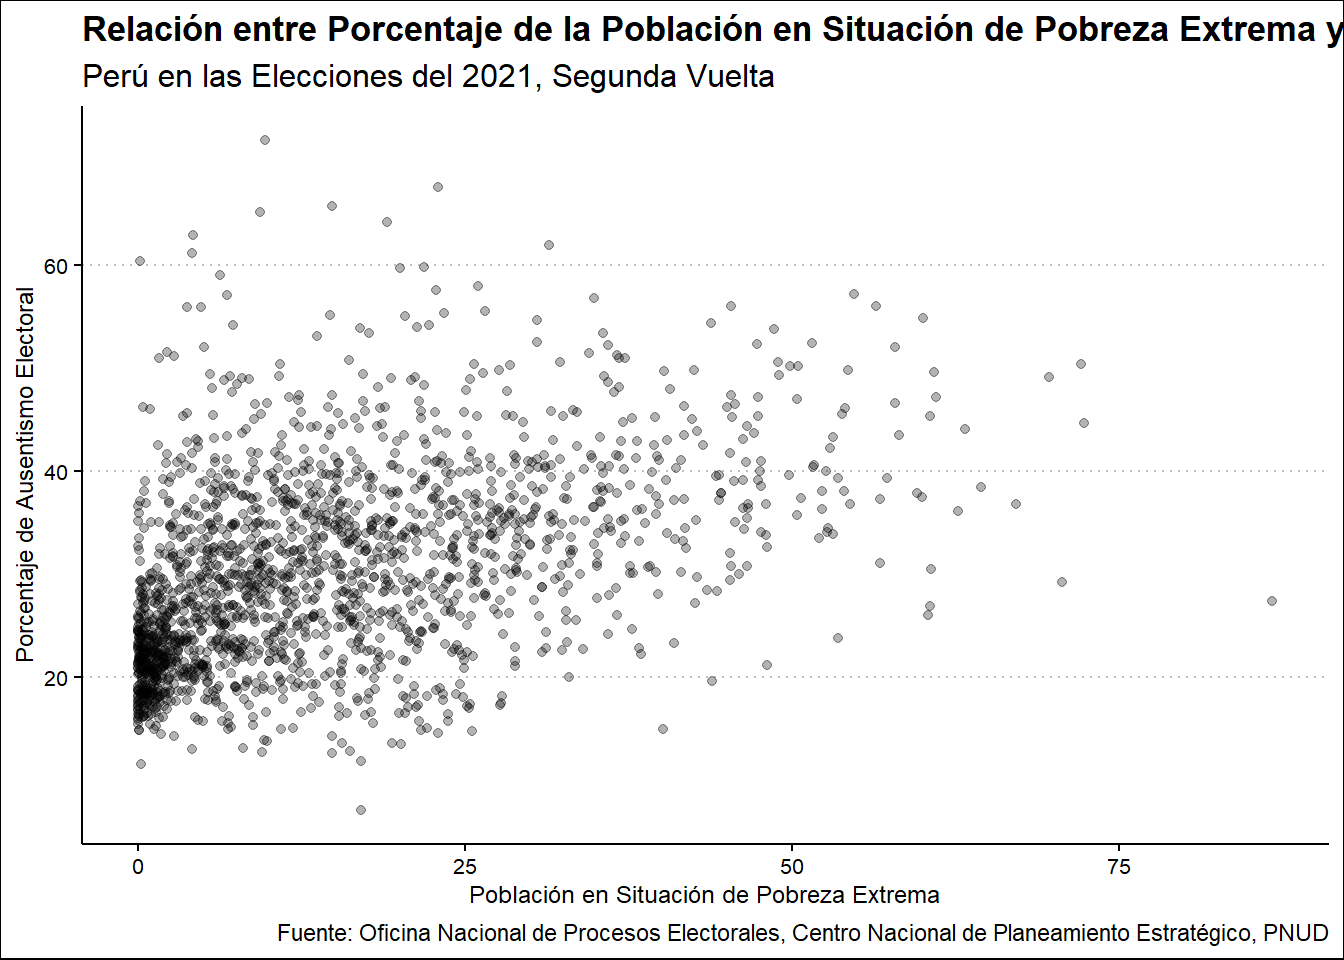 Relación entre Porcentaje de la Población en Situación de Pobreza Extrema y
Perú en las Elecciones del 2021, Segunda Vuelta
Porcentaje de Ausentismo Electoral
60
40
20
0 25 50 75
Población en Situación de Pobreza Extrema
Fuente: Oficina Nacional de Procesos Electorales, Centro Nacional de Planeamiento Estratégico, PNUD